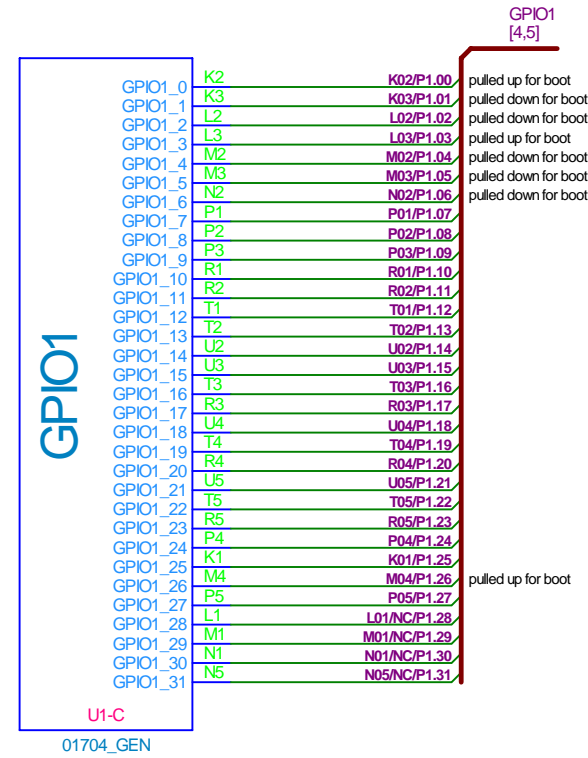 GPIO1
[4,5]
GPIO1_0 K2 K02/P1.00 pulled up for boot
GPIO1_1 K3 K03/P1.01 pulled down for boot
GPIO1_2 L2 L02/P1.02 pulled down for boot
GPIO1_3 L3 L03/P1.03 pulled up for boot
GPIO1_4 M2 M02/P1.04 pulled down for boot
GPIO1_5 M3 M03/P1.05 pulled down for boot
GPIO1_6 N2 N02/P1.06 pulled down for boot
GPIO1_7 P1 P01/P1.07
GPIO1_8 P2 P02/P1.08
GPIO1_9 P3 P03/P1.09
GPIO1_10 R1 R01/P1.10
GPIO1_11 R2 R02/P1.11
GPIO1_12 T1 T01/P1.12
GPIO1_13 T2 T02/P1.13
GPIO1_14 U2 U02/P1.14
GPIO1_15 U3 U03/P1.15
GPIO1_16 T3 T03/P1.16
GPIO1_17 R3 R03/P1.17
GPIO1_18 U4 U04/P1.18
GPIO1_19 T4 T04/P1.19
GPIO1_20 R4 R04/P1.20
GPIO1_21 U5 U05/P1.21
GPIO1_22 T5 T05/P1.22
GPIO1_23 R5 R05/P1.23
GPIO1_24 P4 P04/P1.24
GPIO1_25 K1 K01/P1.25
GPIO1_26 M4 M04/P1.26 pulled up for boot
GPIO1_27 P5 P05/P1.27
GPIO1_28 L1 L01/NC/P1.28
GPIO1_29 M1 M01/NC/P1.29
GPIO1_30 N1 N01/NC/P1.30
GPIO1_31 N5 N05/NC/P1.31
GPIO1
U1-C
01704_GEN